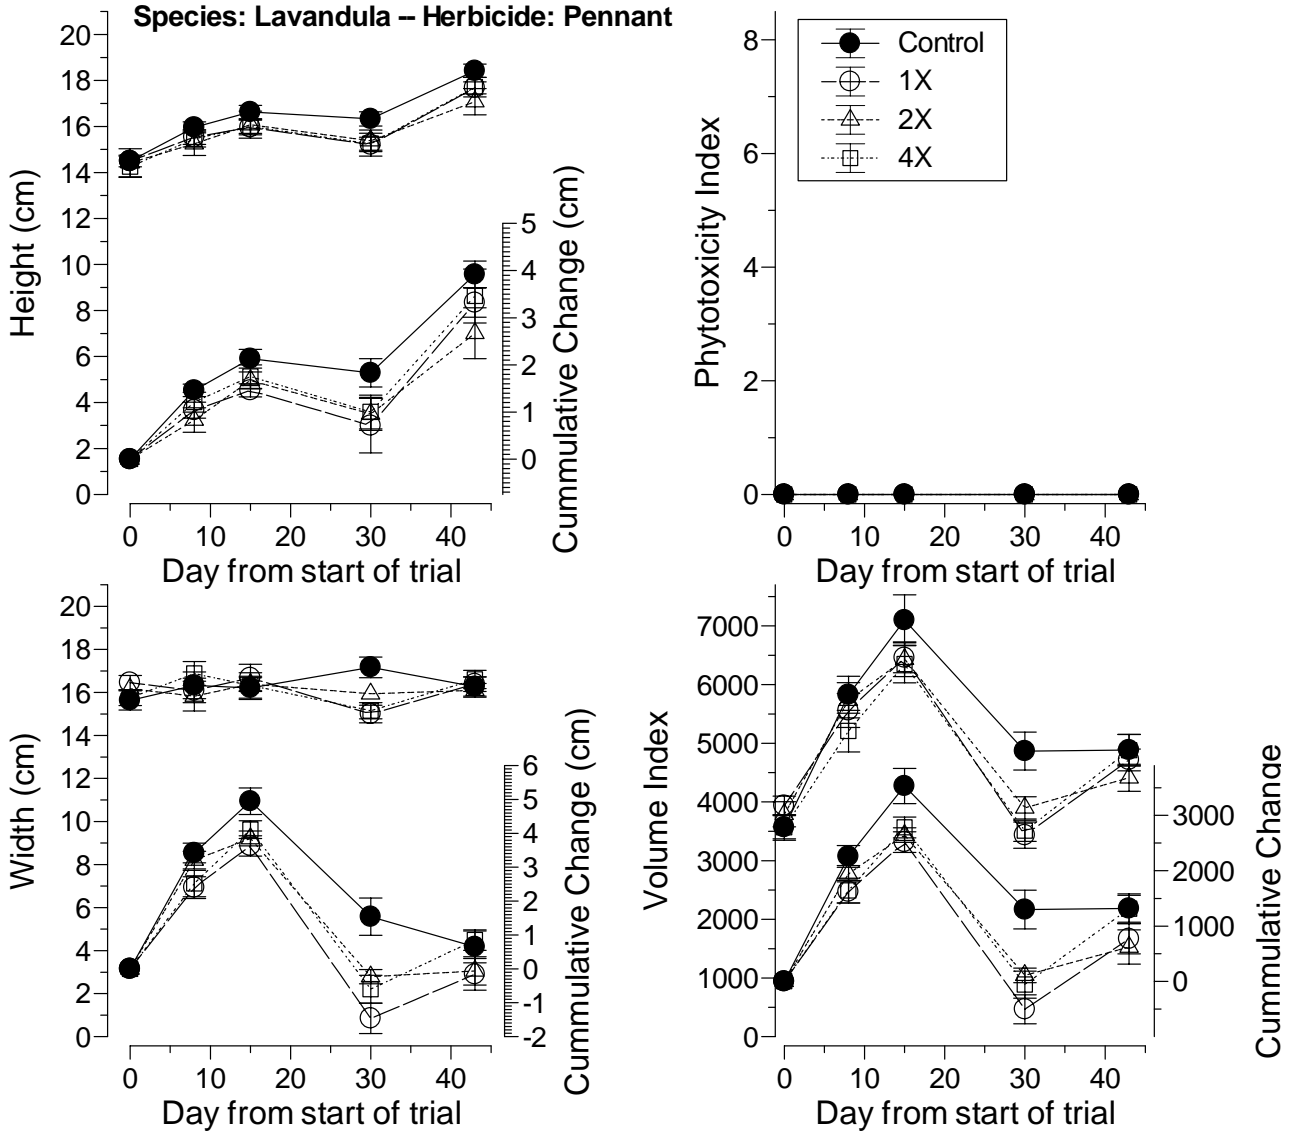 Species: Lavandula -- Herbicide: Pennant
Height (cm)
20
18
16
14
12
10
8
6
4
2
0
Cummulative Change (cm)
5
4
3
2
1
0
0 10 20 30 40
Day from start of trial
Phytotoxicity Index
8
6
4
2
0
Control
1X
2X
4X
0 10 20 30 40
Day from start of trial
Width (cm)
20
18
16
14
12
10
8
6
4
2
0
Cummulative Change (cm)
6
5
4
3
2
1
0
-1
-2
0 10 20 30 40
Day from start of trial
Volume Index
7000
6000
5000
4000
3000
2000
1000
0
Cummulative Change
3000
2000
1000
0
0 10 20 30 40
Day from start of trial